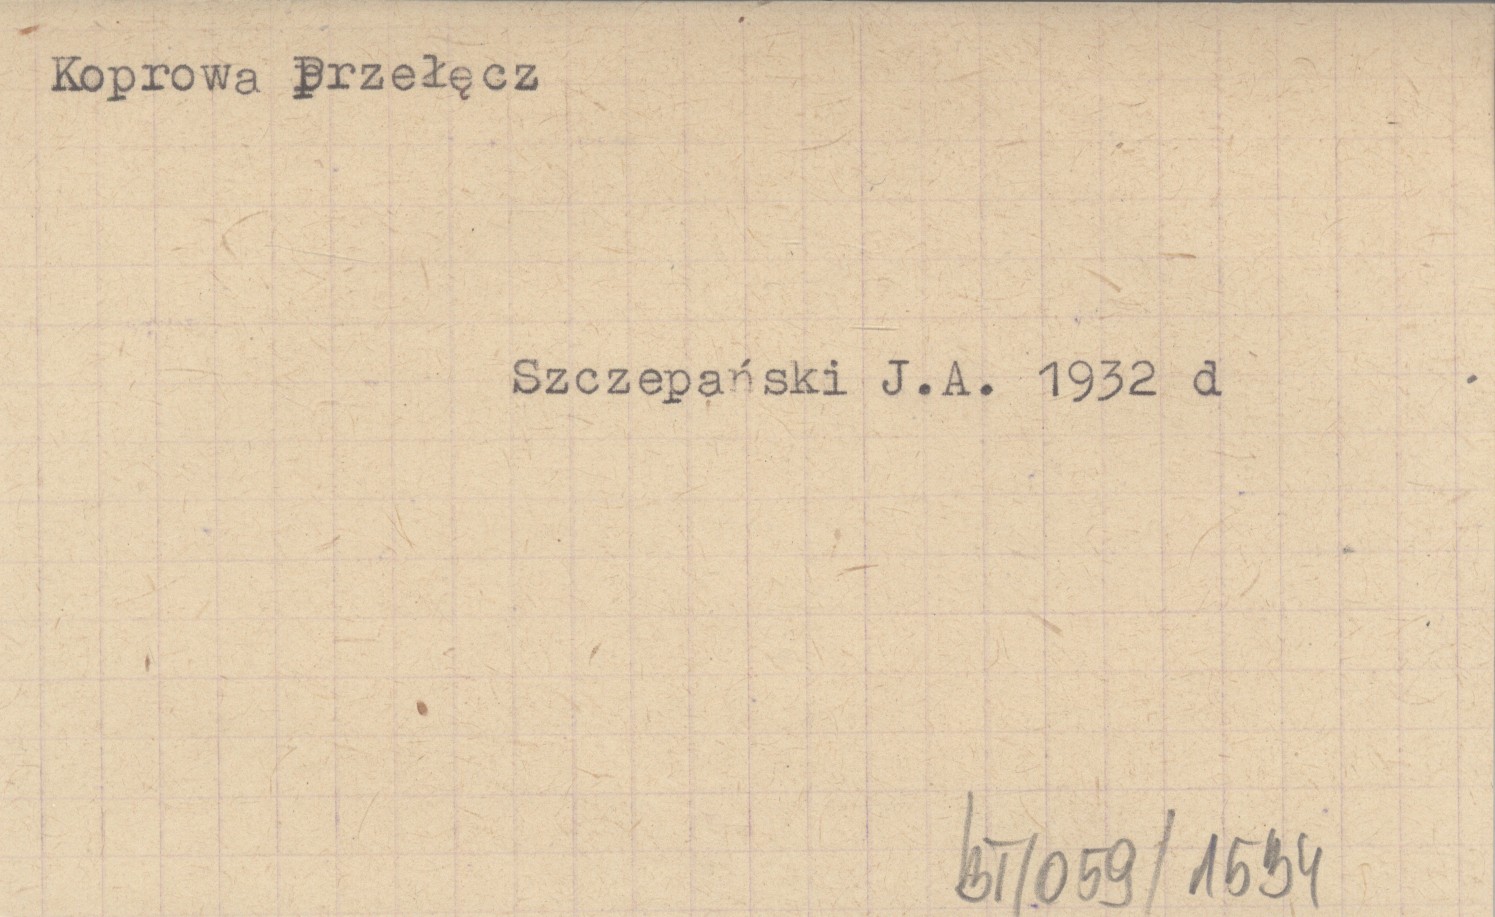 Koprowa Przełęcz
Szczepański J.A. 1932 d
BT/059/1534